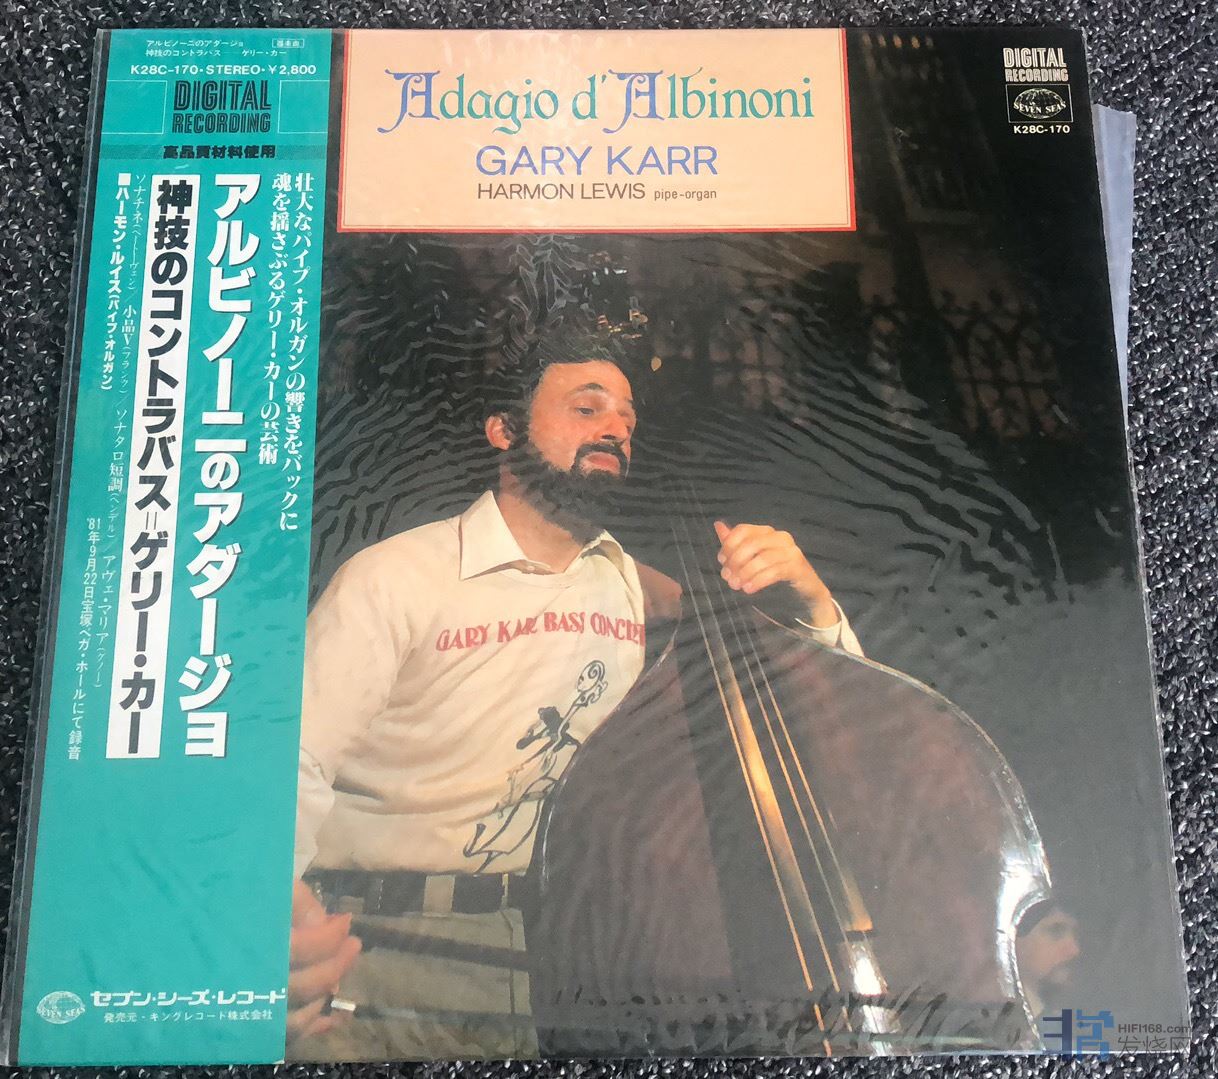 アルビノーニのアダージョ
神技のコントラバス——ゲリー・カー
K28C-170・STEREO・¥2,800
DIGITAL
RECORDING
高品質材料使用
壮大なパイプ・オルガンの響きをバックに
魂を揺さぶるゲリー・カーの芸術
アルビノーニのアダージョ
神技のコントラバス=ゲリー・カー
ソナチネ(ベートーヴェン)/小品V(フランク)/ソナタロ短調(ヘンデル)/アヴェ・マリア(グノー)
■ハーモン・ルイス(パイプ・オルガン)
'81年9月22日宝塚ベガ・ホールにて録音
SEVEN SEAS
セブン・シーズ・レコード
発売元・キングレコード株式会社
Adagio d'Albinoni
GARY KARR
HARMON LEWIS pipe-organ
DIGITAL
RECORDING
SEVEN SEAS
K28C-170
GARY KARR BASS CONCER
HIFI168.com
发烧网